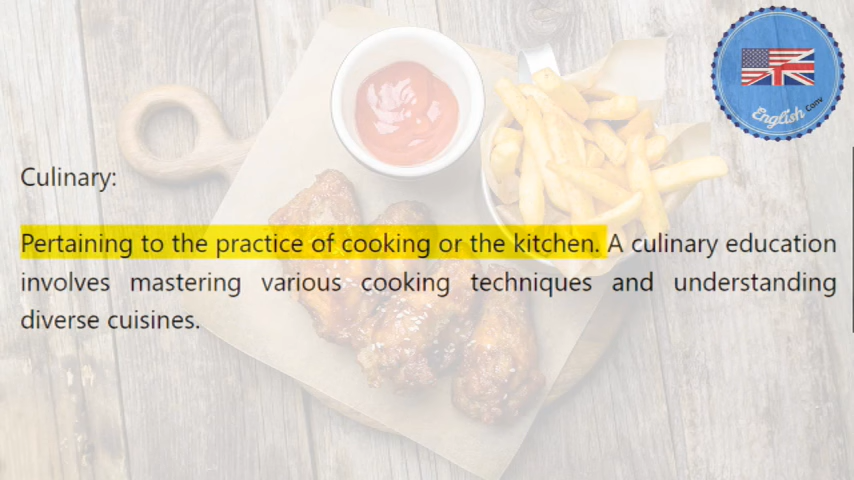 English Conv
Culinary:
Pertaining to the practice of cooking or the kitchen. A culinary education
involves mastering various cooking techniques and understanding
diverse cuisines.